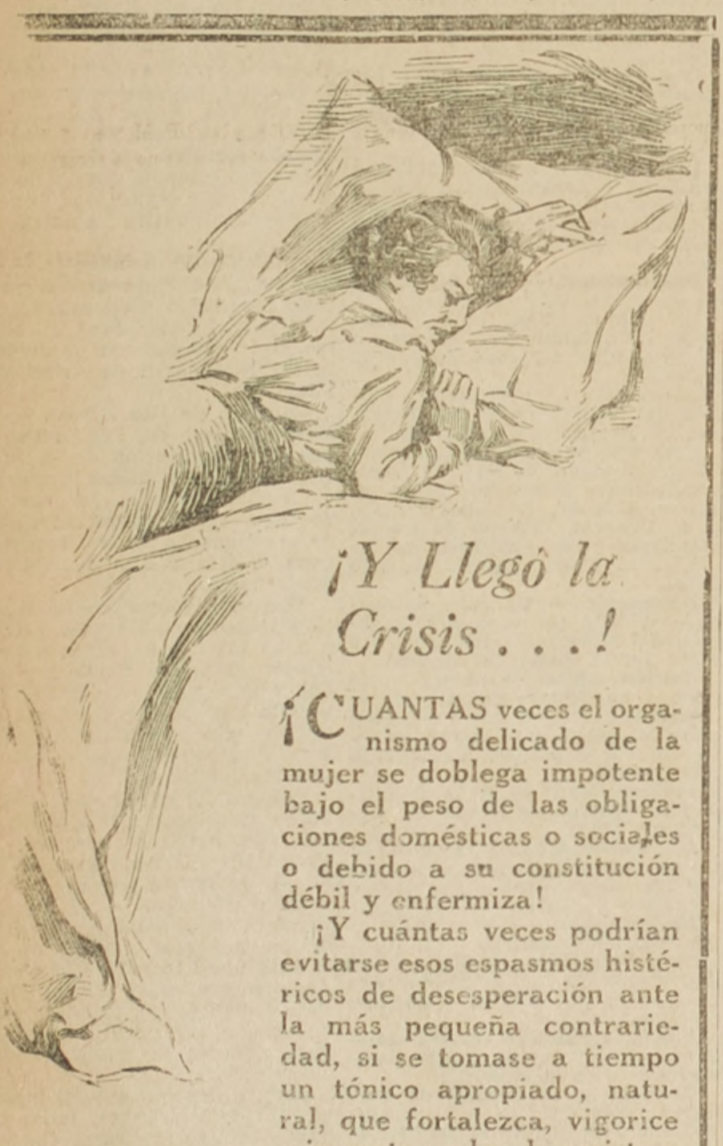 ¡Y Llegó la
Crisis . . . !
¡CUANTAS veces el orga-
nismo delicado de la
mujer se doblega impotente
bajo el peso de las obliga-
ciones domésticas o sociales
o debido a su constitución
débil y enfermiza!
¡Y cuántas veces podrían
evitarse esos espasmos histé-
ricos de desesperación ante
la más pequeña contrarie-
dad, si se tomase a tiempo
un tónico apropiado, natu-
ral, que fortalezca, vigorice